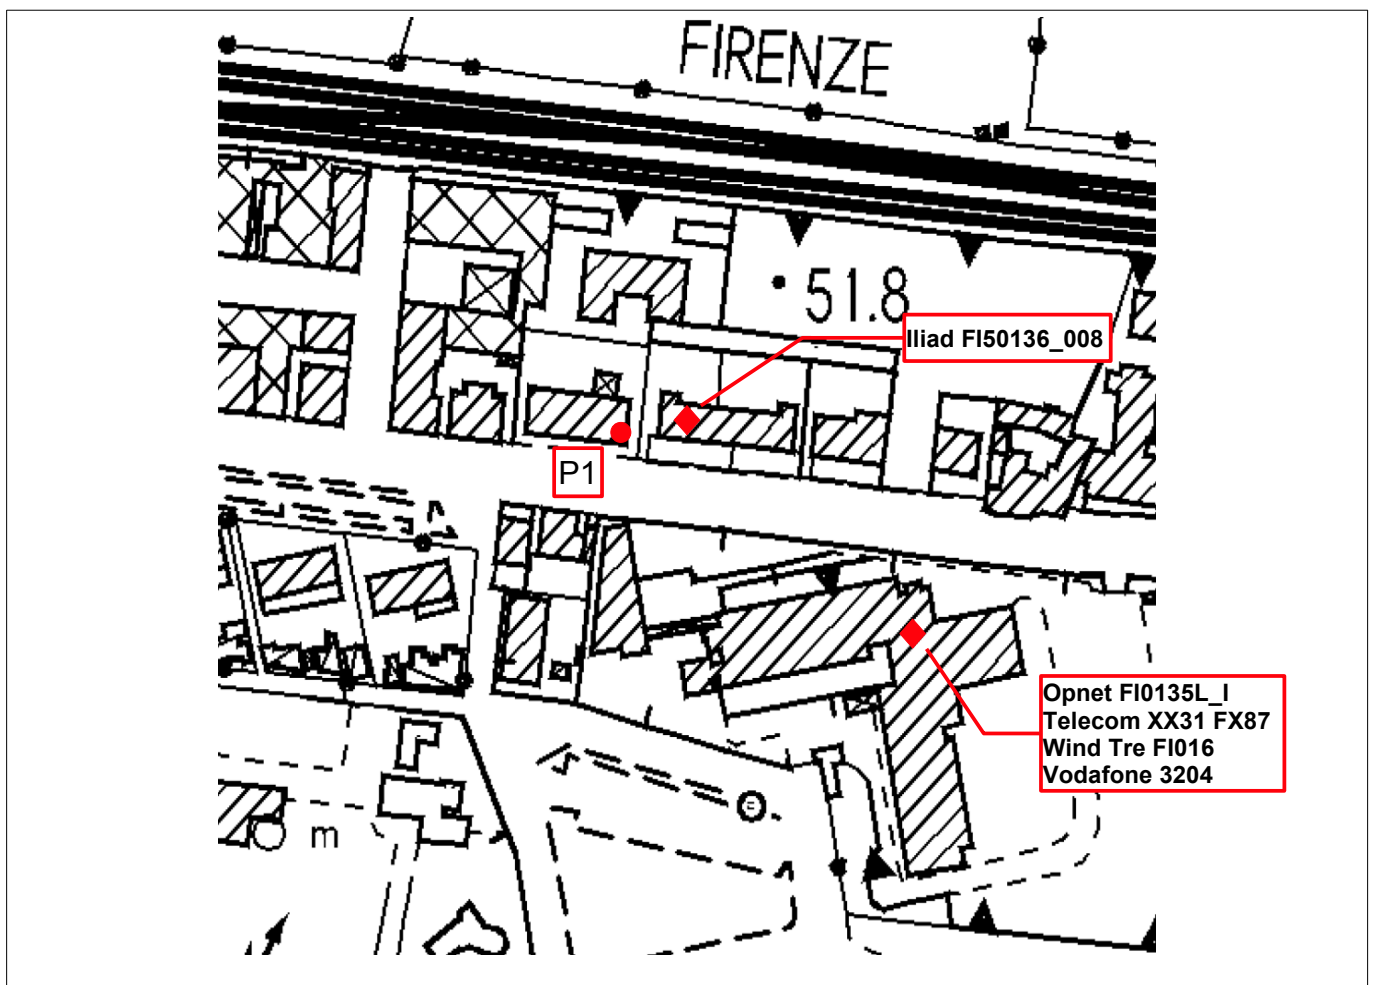 FIRENZE
51.8
Iliad FI50136_008
P1
Opnet FI0135L_I
Telecom XX31 FX87
Wind Tre FI016
Vodafone 3204
m